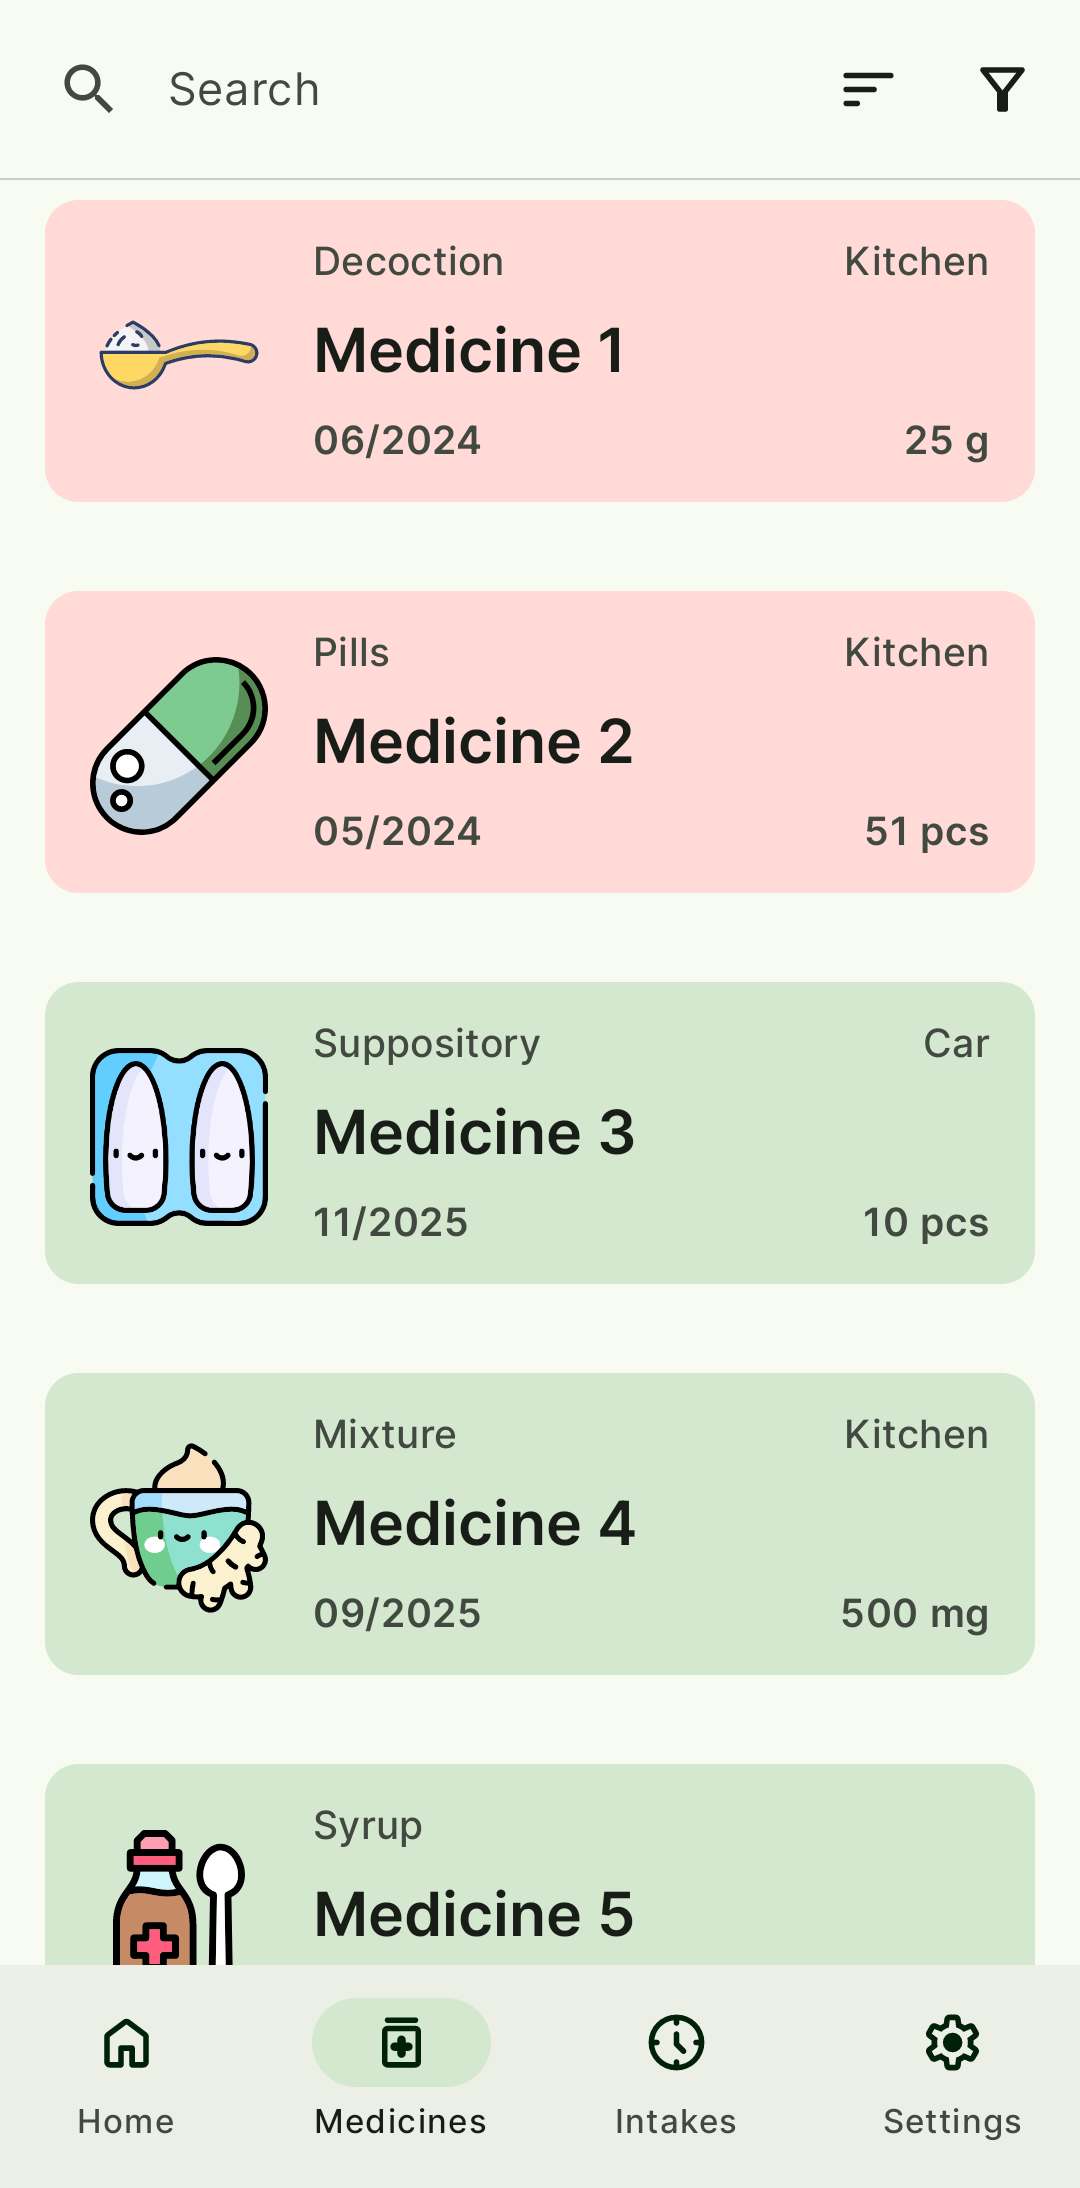 Search
Decoction Kitchen
Medicine 1
06/2024 25 g
Pills Kitchen
Medicine 2
05/2024 51 pcs
Suppository Car
Medicine 3
11/2025 10 pcs
Mixture Kitchen
Medicine 4
09/2025 500 mg
Syrup
Medicine 5
Home Medicines Intakes Settings